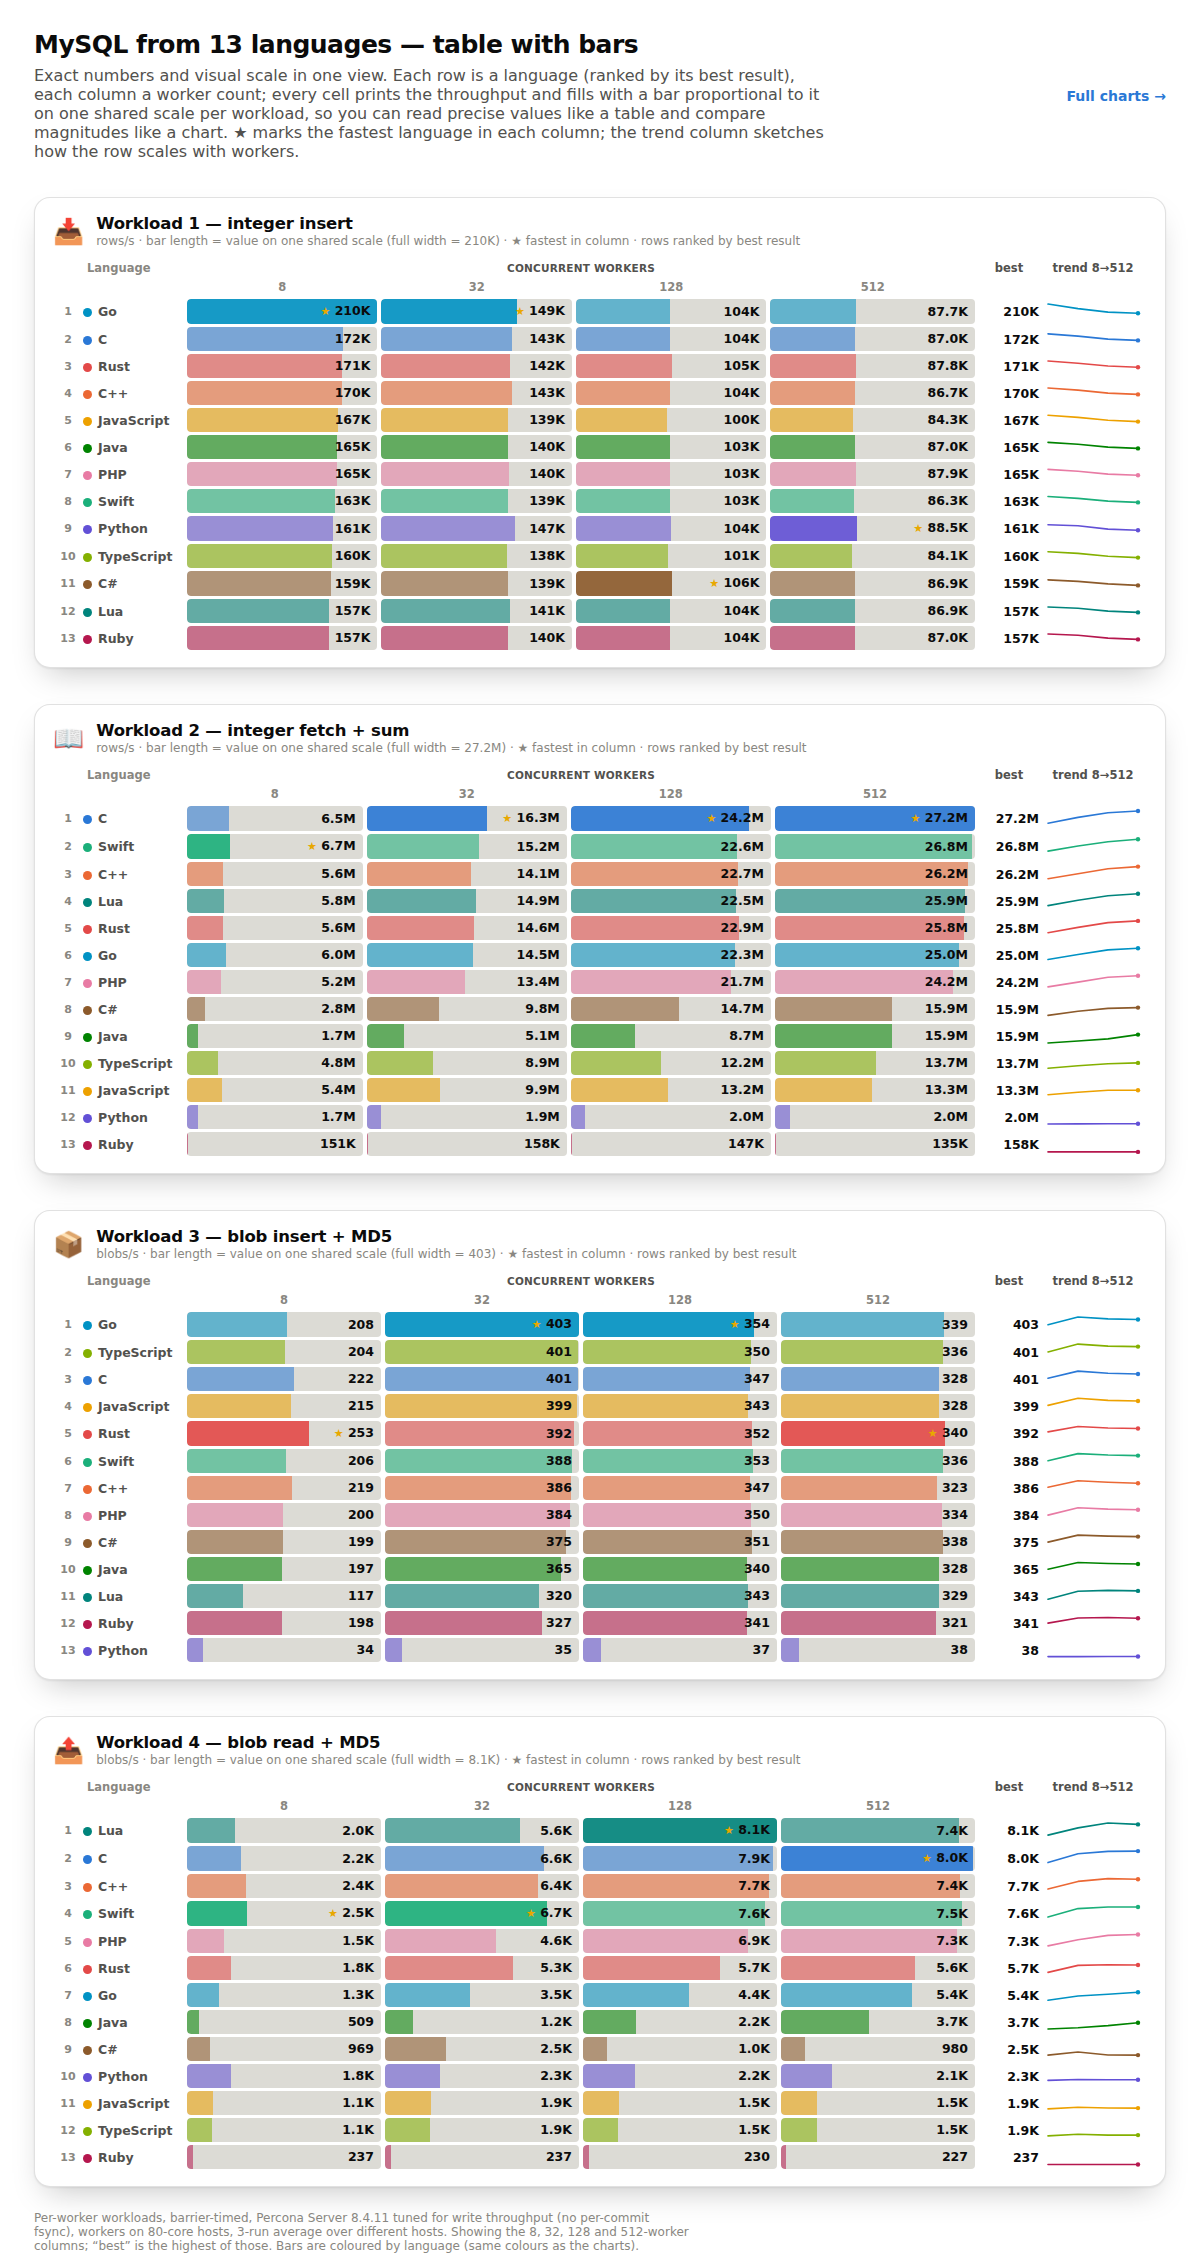 MySQL from 13 languages — table with bars
Exact numbers and visual scale in one view. Each row is a language (ranked by its best result),
each column a worker count; every cell prints the throughput and fills with a bar proportional to it
on one shared scale per workload, so you can read precise values like a table and compare
magnitudes like a chart. ★ marks the fastest language in each column; the trend column sketches
how the row scales with workers.
Full charts →
Workload 1 — integer insert
rows/s · bar length = value on one shared scale (full width = 210K) · ★ fastest in column · rows ranked by best result
Language CONCURRENT WORKERS best trend 8→512
8 32 128 512
1 Go ★ 210K ★ 149K 104K 87.7K 210K
2 C 172K 143K 104K 87.0K 172K
3 Rust 171K 142K 105K 87.8K 171K
4 C++ 170K 143K 104K 86.7K 170K
5 JavaScript 167K 139K 100K 84.3K 167K
6 Java 165K 140K 103K 87.0K 165K
7 PHP 165K 140K 103K 87.9K 165K
8 Swift 163K 139K 103K 86.3K 163K
9 Python 161K 147K 104K ★ 88.5K 161K
10 TypeScript 160K 138K 101K 84.1K 160K
11 C# 159K 139K ★ 106K 86.9K 159K
12 Lua 157K 141K 104K 86.9K 157K
13 Ruby 157K 140K 104K 87.0K 157K
Workload 2 — integer fetch + sum
rows/s · bar length = value on one shared scale (full width = 27.2M) · ★ fastest in column · rows ranked by best result
Language CONCURRENT WORKERS best trend 8→512
8 32 128 512
1 C 6.5M ★ 16.3M ★ 24.2M ★ 27.2M 27.2M
2 Swift ★ 6.7M 15.2M 22.6M 26.8M 26.8M
3 C++ 5.6M 14.1M 22.7M 26.2M 26.2M
4 Lua 5.8M 14.9M 22.5M 25.9M 25.9M
5 Rust 5.6M 14.6M 22.9M 25.8M 25.8M
6 Go 6.0M 14.5M 22.3M 25.0M 25.0M
7 PHP 5.2M 13.4M 21.7M 24.2M 24.2M
8 C# 2.8M 9.8M 14.7M 15.9M 15.9M
9 Java 1.7M 5.1M 8.7M 15.9M 15.9M
10 TypeScript 4.8M 8.9M 12.2M 13.7M 13.7M
11 JavaScript 5.4M 9.9M 13.2M 13.3M 13.3M
12 Python 1.7M 1.9M 2.0M 2.0M 2.0M
13 Ruby 151K 158K 147K 135K 158K
Workload 3 — blob insert + MD5
blobs/s · bar length = value on one shared scale (full width = 403) · ★ fastest in column · rows ranked by best result
Language CONCURRENT WORKERS best trend 8→512
8 32 128 512
1 Go 208 ★ 403 ★ 354 339 403
2 TypeScript 204 401 350 336 401
3 C 222 401 347 328 401
4 JavaScript 215 399 343 328 399
5 Rust ★ 253 392 352 ★ 340 392
6 Swift 206 388 353 336 388
7 C++ 219 386 347 323 386
8 PHP 200 384 350 334 384
9 C# 199 375 351 338 375
10 Java 197 365 340 328 365
11 Lua 117 320 343 329 343
12 Ruby 198 327 341 321 341
13 Python 34 35 37 38 38
Workload 4 — blob read + MD5
blobs/s · bar length = value on one shared scale (full width = 8.1K) · ★ fastest in column · rows ranked by best result
Language CONCURRENT WORKERS best trend 8→512
8 32 128 512
1 Lua 2.0K 5.6K ★ 8.1K 7.4K 8.1K
2 C 2.2K 6.6K 7.9K ★ 8.0K 8.0K
3 C++ 2.4K 6.4K 7.7K 7.4K 7.7K
4 Swift ★ 2.5K ★ 6.7K 7.6K 7.5K 7.6K
5 PHP 1.5K 4.6K 6.9K 7.3K 7.3K
6 Rust 1.8K 5.3K 5.7K 5.6K 5.7K
7 Go 1.3K 3.5K 4.4K 5.4K 5.4K
8 Java 509 1.2K 2.2K 3.7K 3.7K
9 C# 969 2.5K 1.0K 980 2.5K
10 Python 1.8K 2.3K 2.2K 2.1K 2.3K
11 JavaScript 1.1K 1.9K 1.5K 1.5K 1.9K
12 TypeScript 1.1K 1.9K 1.5K 1.5K 1.9K
13 Ruby 237 237 230 227 237
Per-worker workloads, barrier-timed, Percona Server 8.4.11 tuned for write throughput (no per-commit
fsync), workers on 80-core hosts, 3-run average over different hosts. Showing the 8, 32, 128 and 512-worker
columns; “best” is the highest of those. Bars are coloured by language (same colours as the charts).